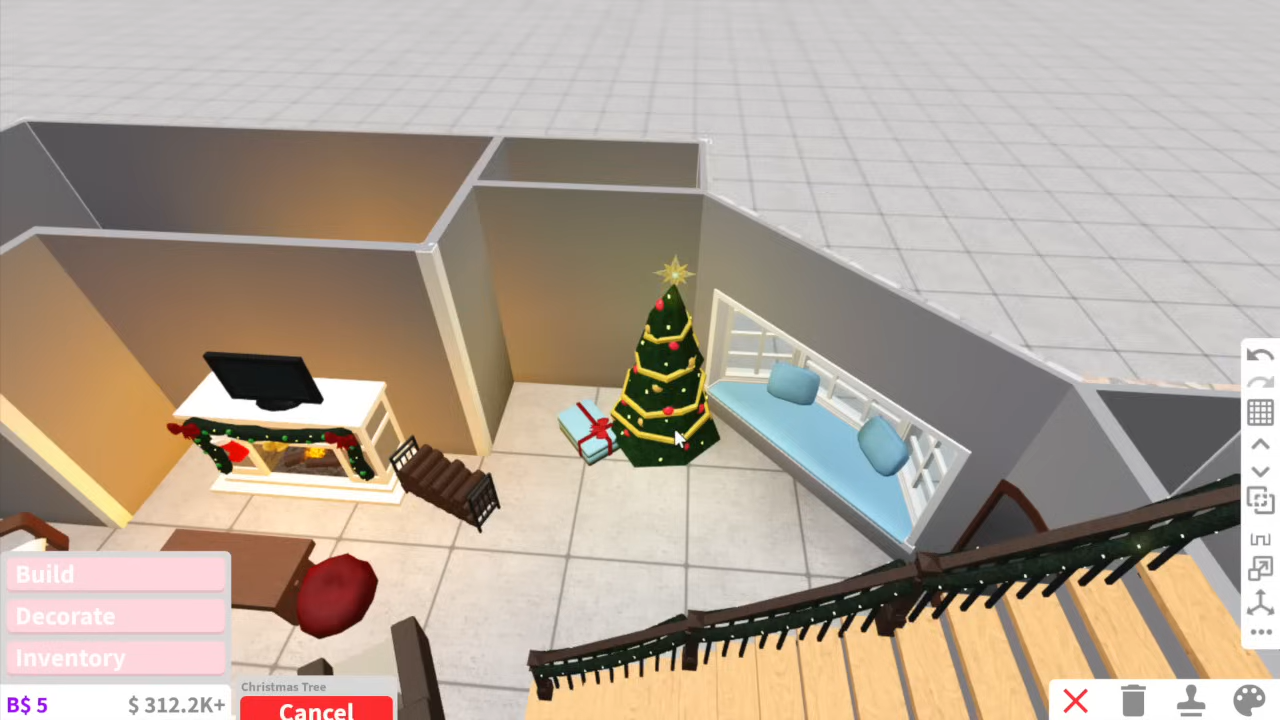 Build
Decorate
Inventory
B$ 5 $ 312.2K+
Christmas Tree
Cancel